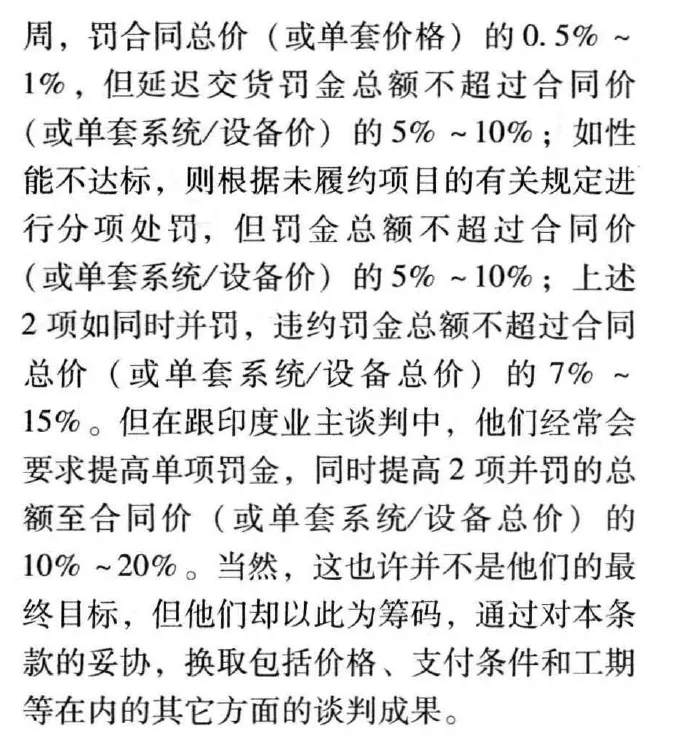 周，罚合同总价（或单套价格）的0.5% ~
1%，但延迟交货罚金总额不超过合同价
（或单套系统/设备价）的5% ~10%；如性
能不达标，则根据未履约项目的有关规定进
行分项处罚，但罚金总额不超过合同价
（或单套系统/设备价）的5% ~10%；上述
2项如同时并罚，违约罚金总额不超过合同
总价（或单套系统/设备总价）的7% ~
15%。但在跟印度业主谈判中，他们经常会
要求提高单项罚金，同时提高2项并罚的总
额至合同价（或单套系统/设备总价）的
10% ~20%。当然，这也许并不是他们的最
终目标，但他们却以此为筹码，通过对本条
款的妥协，换取包括价格、支付条件和工期
等在内的其它方面的谈判成果。